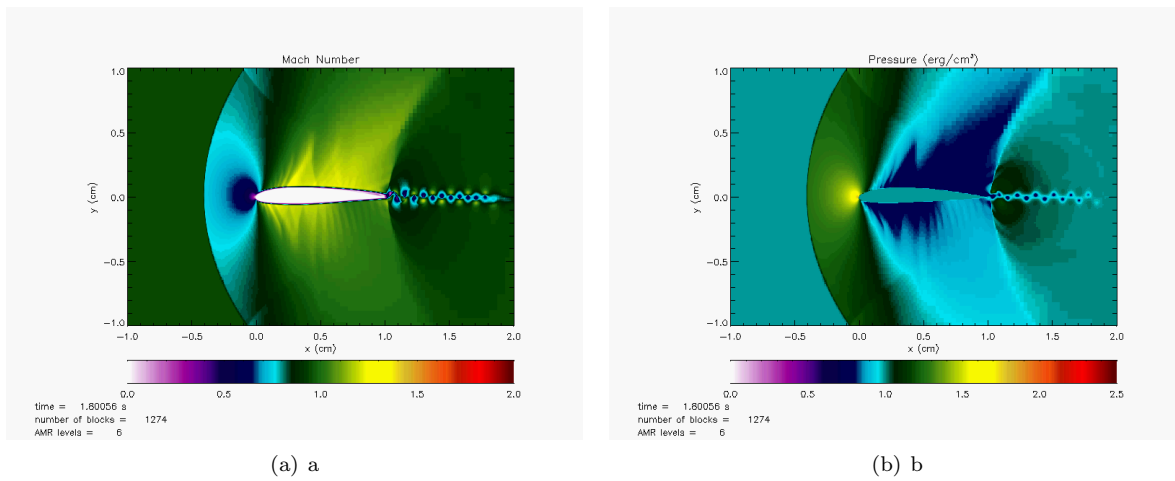 Mach Number
1.0
0.5
0.0
-0.5
-1.0
y (cm)
-1.0 -0.5 0.0 0.5 1.0 1.5 2.0
x (cm)
0.0 0.5 1.0 1.5 2.0
time = 1.80056 s
number of blocks = 1274
AMR levels = 6
(a) a
Pressure (erg/cm³)
1.0
0.5
0.0
-0.5
-1.0
y (cm)
-1.0 -0.5 0.0 0.5 1.0 1.5 2.0
x (cm)
0.0 0.5 1.0 1.5 2.0 2.5
time = 1.80056 s
number of blocks = 1274
AMR levels = 6
(b) b